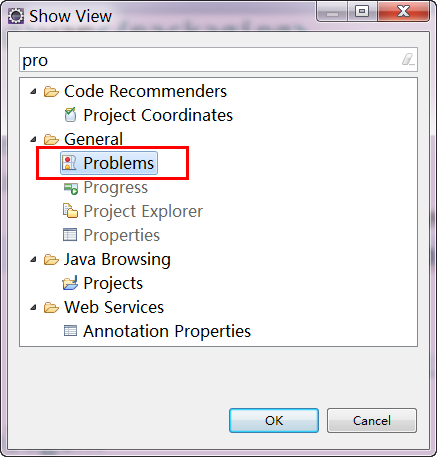 Show View
pro
Code Recommenders
Project Coordinates
General
Problems
Progress
Project Explorer
Properties
Java Browsing
Projects
Web Services
Annotation Properties
OK
Cancel